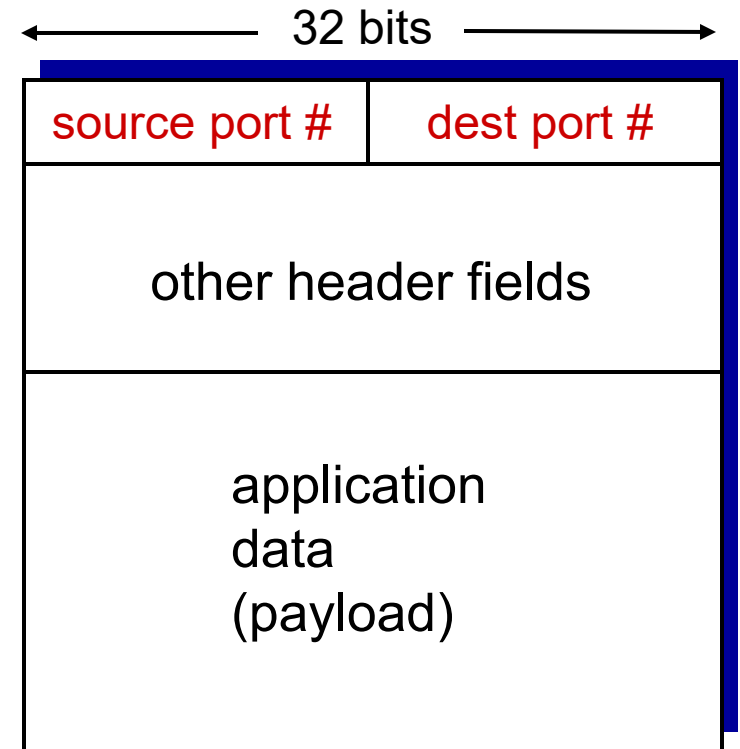 32 bits
source port #
dest port #
other header fields
application
data
(payload)